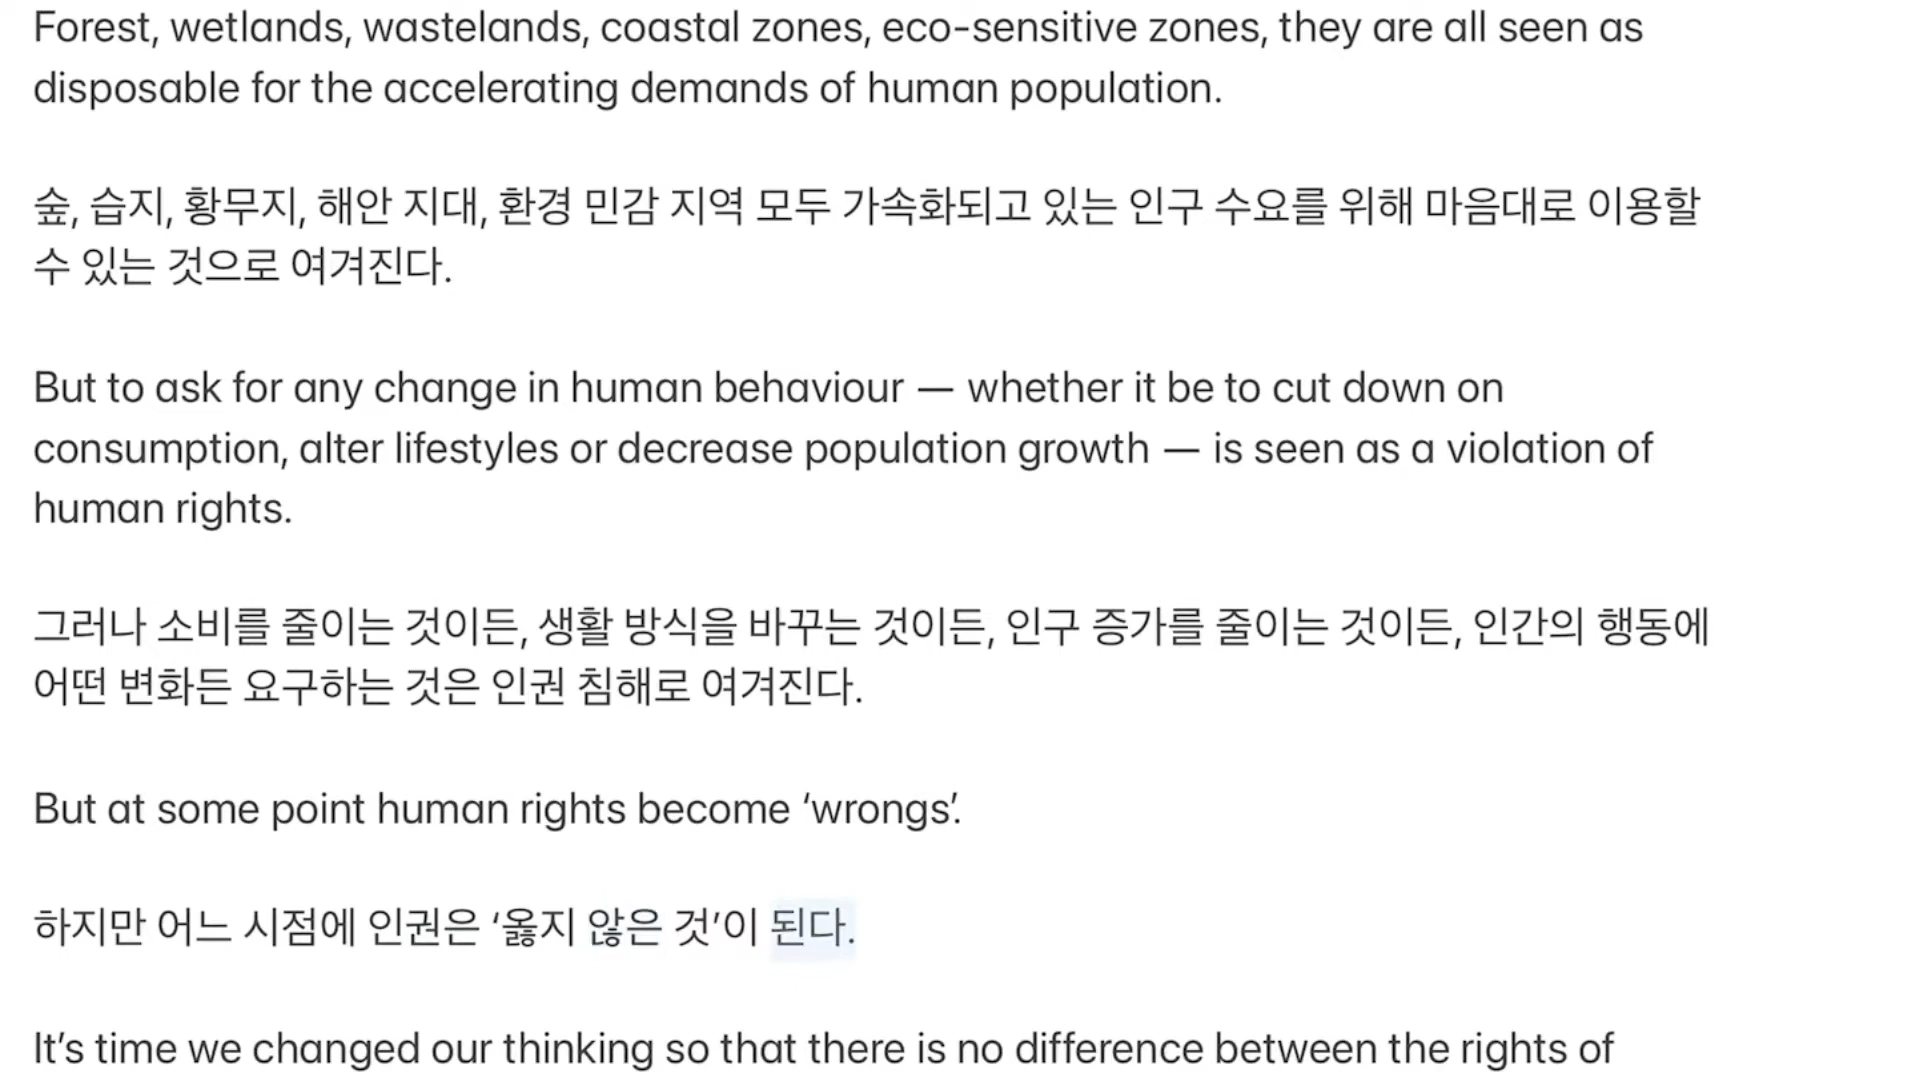 Forest, wetlands, wastelands, coastal zones, eco-sensitive zones, they are all seen as
disposable for the accelerating demands of human population.
숲, 습지, 황무지, 해안 지대, 환경 민감 지역 모두 가속화되고 있는 인구 수요를 위해 마음대로 이용할
수 있는 것으로 여겨진다.
But to ask for any change in human behaviour — whether it be to cut down on
consumption, alter lifestyles or decrease population growth — is seen as a violation of
human rights.
그러나 소비를 줄이는 것이든, 생활 방식을 바꾸는 것이든, 인구 증가를 줄이는 것이든, 인간의 행동에
어떤 변화든 요구하는 것은 인권 침해로 여겨진다.
But at some point human rights become ‘wrongs’.
하지만 어느 시점에 인권은 ‘옳지 않은 것’이 된다.
It’s time we changed our thinking so that there is no difference between the rights of